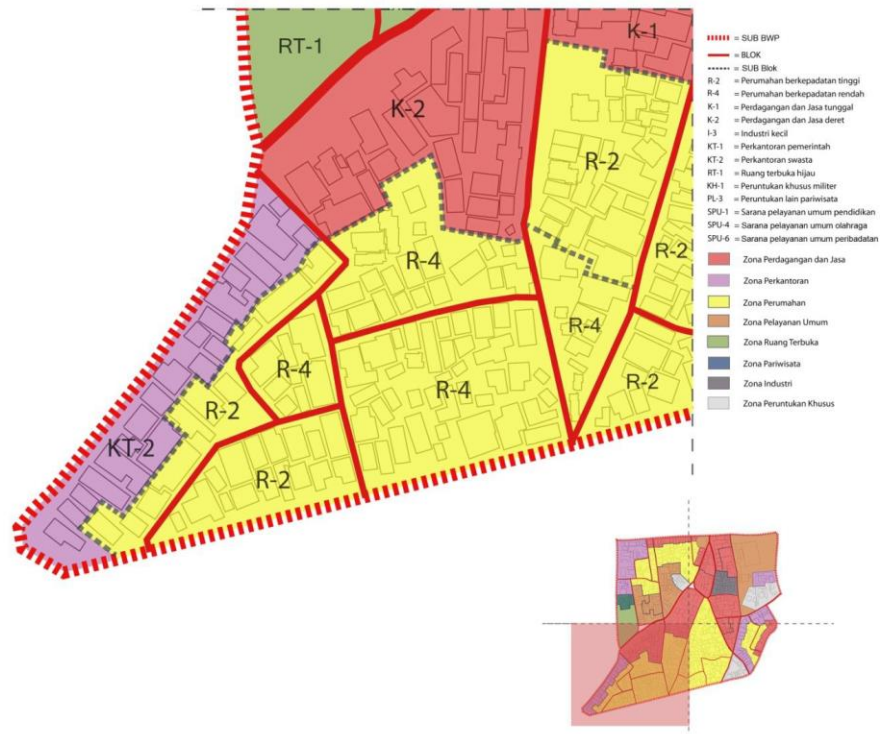 RT-1
K-1
K-2
R-2
R-2
R-4
R-4
R-4
R-4
R-2
R-2
KT-2
R-2
= SUB BWP
= BLOK
= SUB Blok
R-2 = Perumahan berkepadatan tinggi
R-4 = Perumahan berkepadatan rendah
K-1 = Perdagangan dan Jasa tunggal
K-2 = Perdagangan dan Jasa deret
I-3 = Industri kecil
KT-1 = Perkantoran pemerintah
KT-2 = Perkantoran swasta
RT-1 = Ruang terbuka hijau
KH-1 = Peruntukan khusus militer
PL-3 = Peruntukan lain pariwisata
SPU-1 = Sarana pelayanan umum pendidikan
SPU-4 = Sarana pelayanan umum olahraga
SPU-6 = Sarana pelayanan umum peribadatan
Zona Perdagangan dan Jasa
Zona Perkantoran
Zona Perumahan
Zona Pelayanan Umum
Zona Ruang Terbuka
Zona Pariwisata
Zona Industri
Zona Peruntukan Khusus